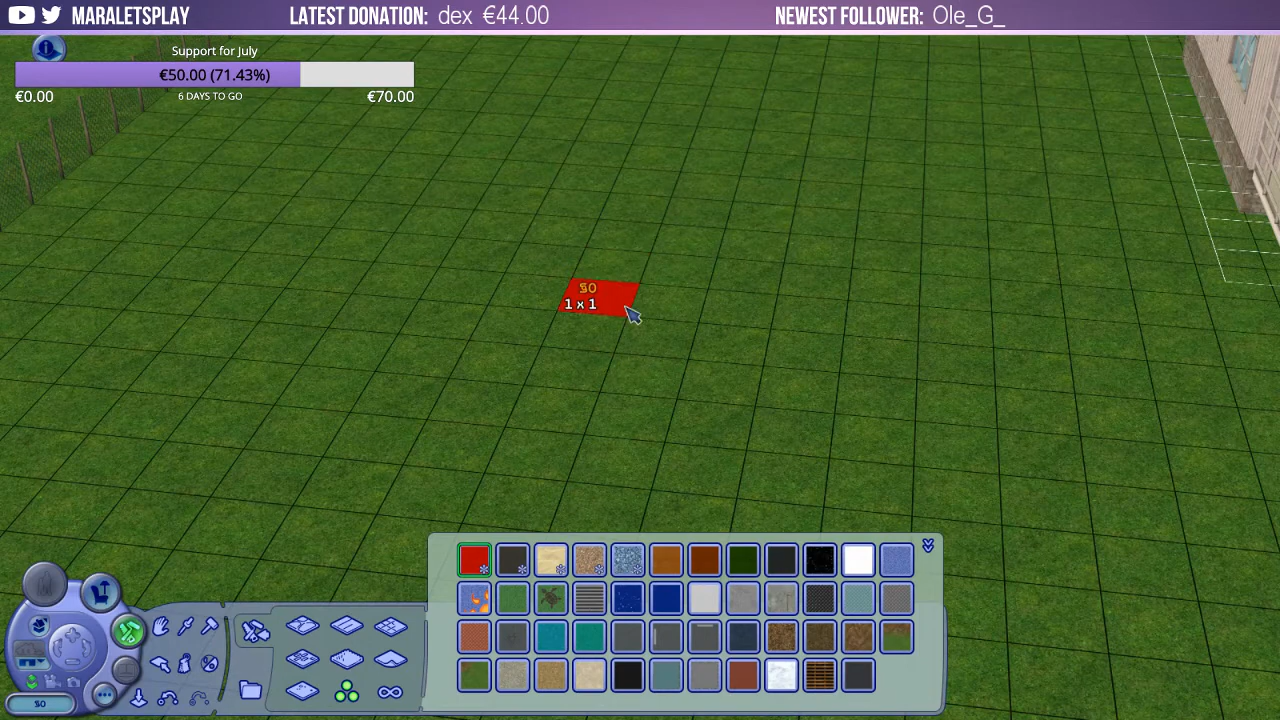 MARALETSPLAY
LATEST DONATION: dex €44.00
NEWEST FOLLOWER: Ole_G_
Support for July
€50.00 (71.43%)
€0.00
6 DAYS TO GO
€70.00
§0
1 x 1
§0